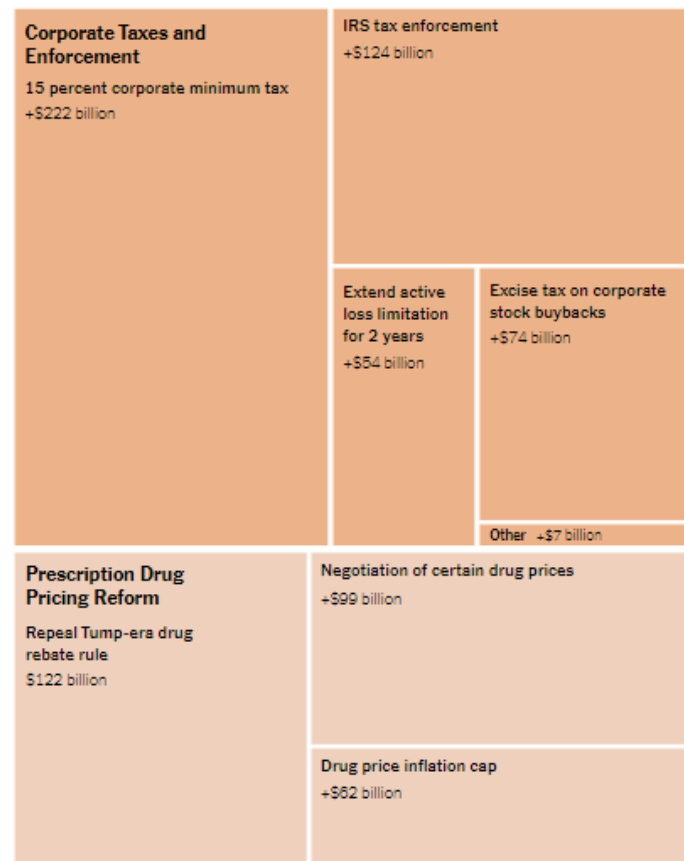 Corporate Taxes and
Enforcement
15 percent corporate minimum tax
+$222 billion
IRS tax enforcement
+$124 billion
Extend active
loss limitation
for 2 years
+$54 billion
Excise tax on corporate
stock buybacks
+$74 billion
Other +$7 billion
Prescription Drug
Pricing Reform
Repeal Tump-era drug
rebate rule
$122 billion
Negotiation of certain drug prices
+$99 billion
Drug price inflation cap
+$62 billion